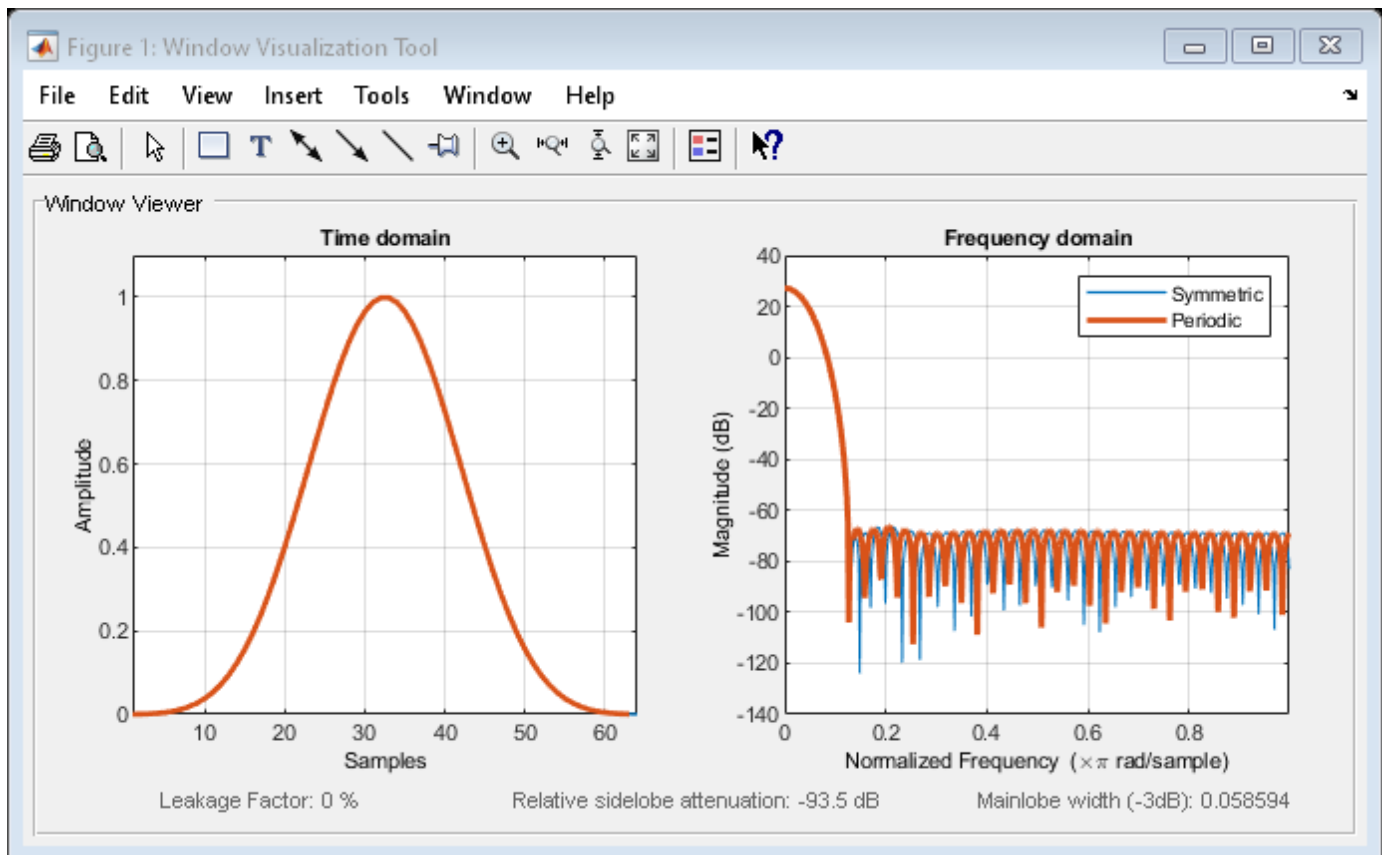 Figure 1: Window Visualization Tool
File Edit View Insert Tools Window Help
T
?
Window Viewer
Time domain
1
0.8
0.6
0.4
0.2
0
Amplitude
10 20 30 40 50 60
Samples
Frequency domain
40
20
0
-20
-40
-60
-80
-100
-120
-140
Magnitude (dB)
Symmetric
Periodic
0 0.2 0.4 0.6 0.8
Normalized Frequency (×π rad/sample)
Leakage Factor: 0 % Relative sidelobe attenuation: -93.5 dB Mainlobe width (-3dB): 0.058594